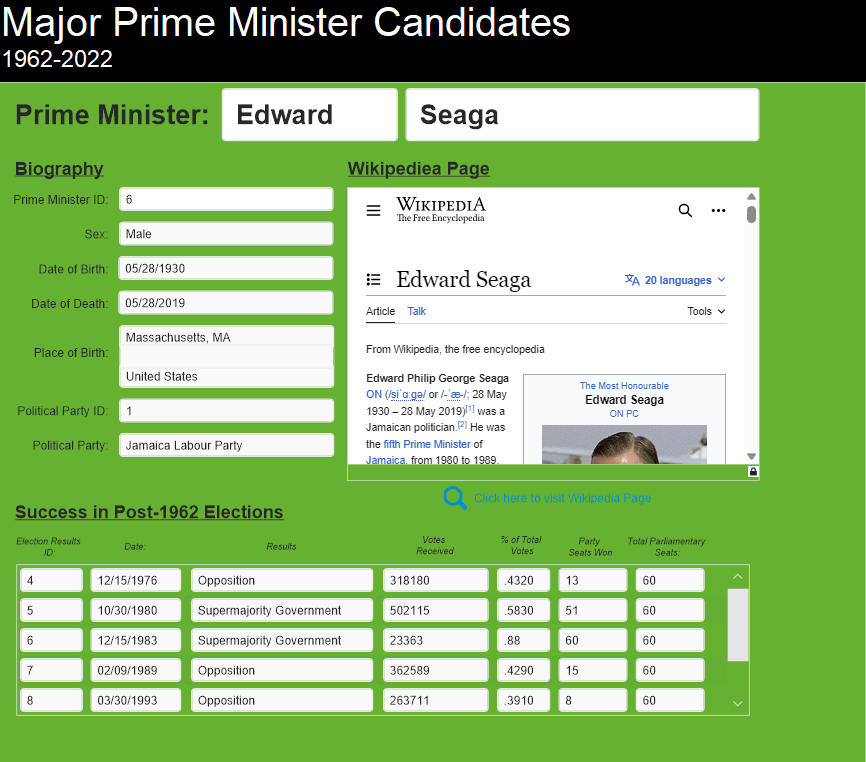 Major Prime Minister Candidates
1962-2022
Prime Minister: Edward Seaga
Biography
Prime Minister ID: 6
Sex: Male
Date of Birth: 05/28/1930
Date of Death: 05/28/2019
Place of Birth: Massachusetts, MA
United States
Political Party ID: 1
Political Party: Jamaica Labour Party
Wikipediea Page
WIKIPEDIA
The Free Encyclopedia
Edward Seaga 20 languages
Article Talk Tools
From Wikipedia, the free encyclopedia
Edward Philip George Seaga
ON (/siˈɑːɡə/ or /-ˈæ-/; 28 May
1930 – 28 May 2019)[1] was a
Jamaican politician.[2] He was
the fifth Prime Minister of
Jamaica, from 1980 to 1989,
The Most Honourable
Edward Seaga
ON PC
Click here to visit Wikipedia Page
Success in Post-1962 Elections
Election Results ID: Date: Results Votes Received % of Total Votes Party Seats Won Total Parliamentary Seats:
4 12/15/1976 Opposition 318180 .4320 13 60
5 10/30/1980 Supermajority Government 502115 .5830 51 60
6 12/15/1983 Supermajority Government 23363 .88 60 60
7 02/09/1989 Opposition 362589 .4290 15 60
8 03/30/1993 Opposition 263711 .3910 8 60